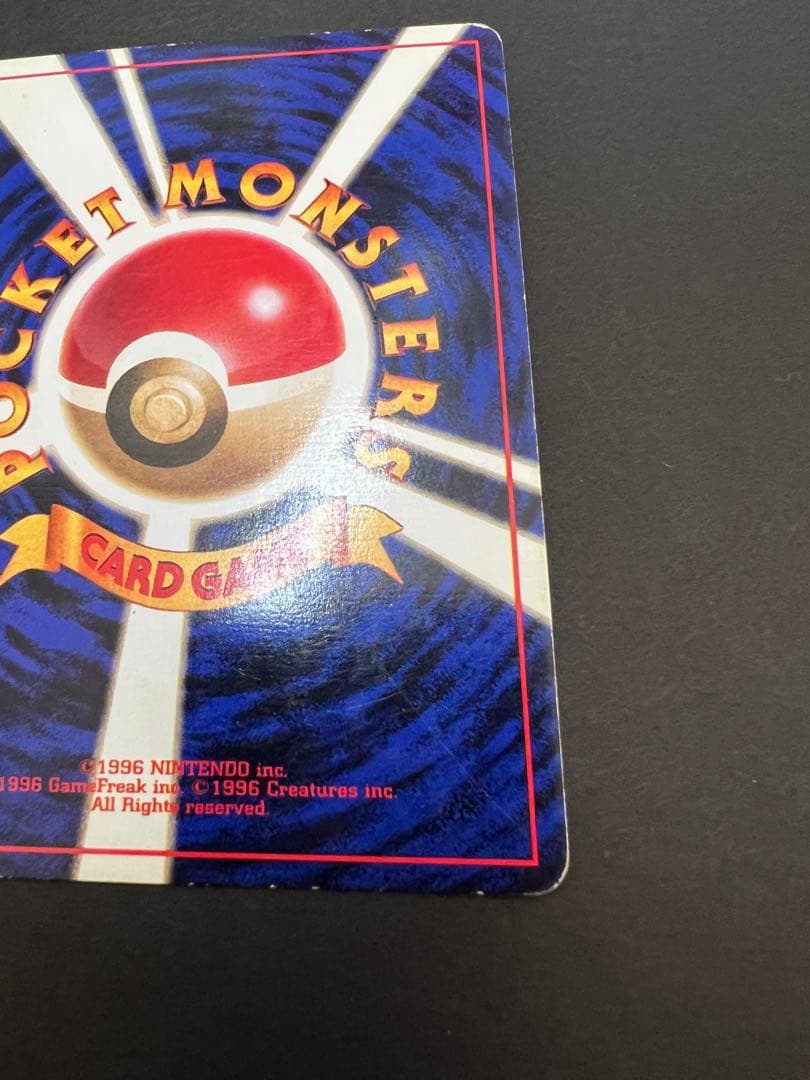 POCKET MONSTERS
CARD GAME
©1996 NINTENDO inc.
1996 GameFreak inc. ©1996 Creatures inc.
All Rights reserved.